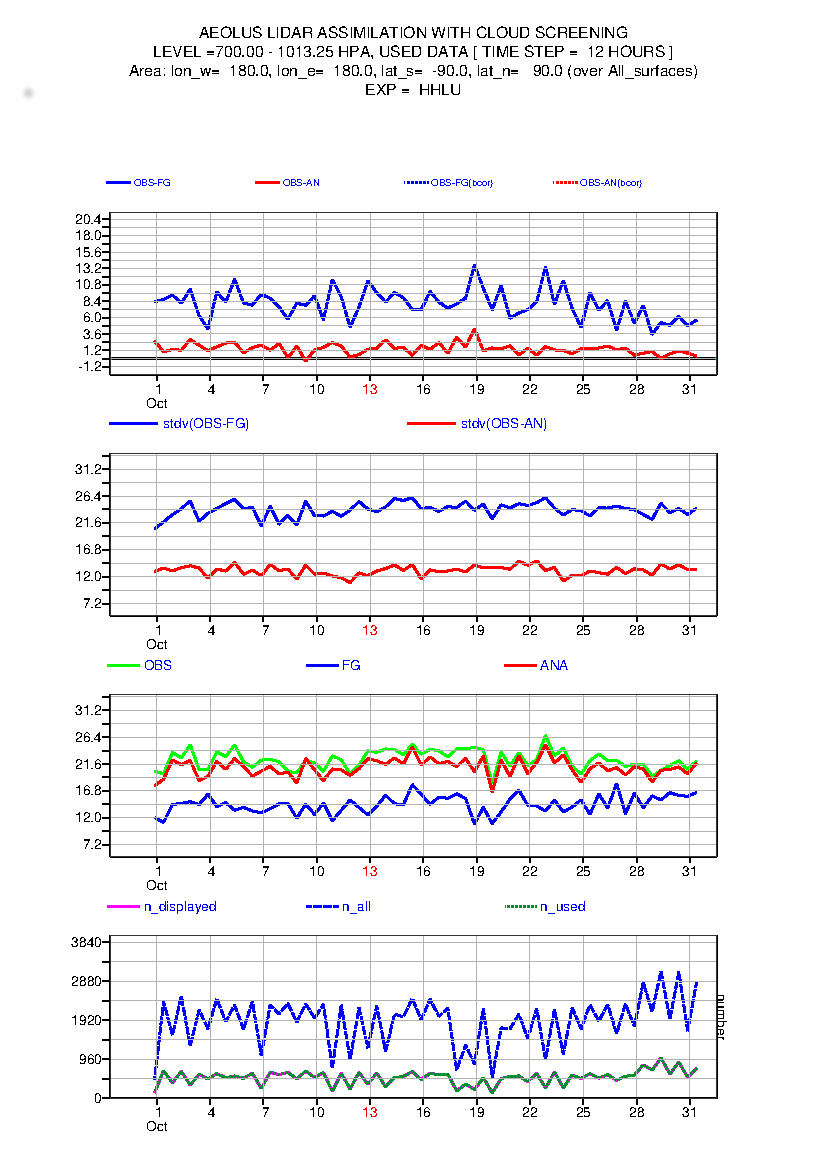 AEOLUS LIDAR ASSIMILATION WITH CLOUD SCREENING
LEVEL =700.00 - 1013.25 HPA, USED DATA [ TIME STEP = 12 HOURS ]
Area: lon_w= 180.0, lon_e= 180.0, lat_s= -90.0, lat_n= 90.0 (over All_surfaces)
EXP = HHLU
OBS-FG OBS-AN OBS-FG(bcor) OBS-AN(bcor)
20.4
18.0
15.6
13.2
10.8
8.4
6.0
3.6
1.2
-1.2
1 4 7 10 13 16 19 22 25 28 31
Oct
stdv(OBS-FG) stdv(OBS-AN)
31.2
26.4
21.6
16.8
12.0
7.2
1 4 7 10 13 16 19 22 25 28 31
Oct
OBS FG ANA
31.2
26.4
21.6
16.8
12.0
7.2
1 4 7 10 13 16 19 22 25 28 31
Oct
n_displayed n_all n_used
3840
2880
1920
960
0
number
1 4 7 10 13 16 19 22 25 28 31
Oct